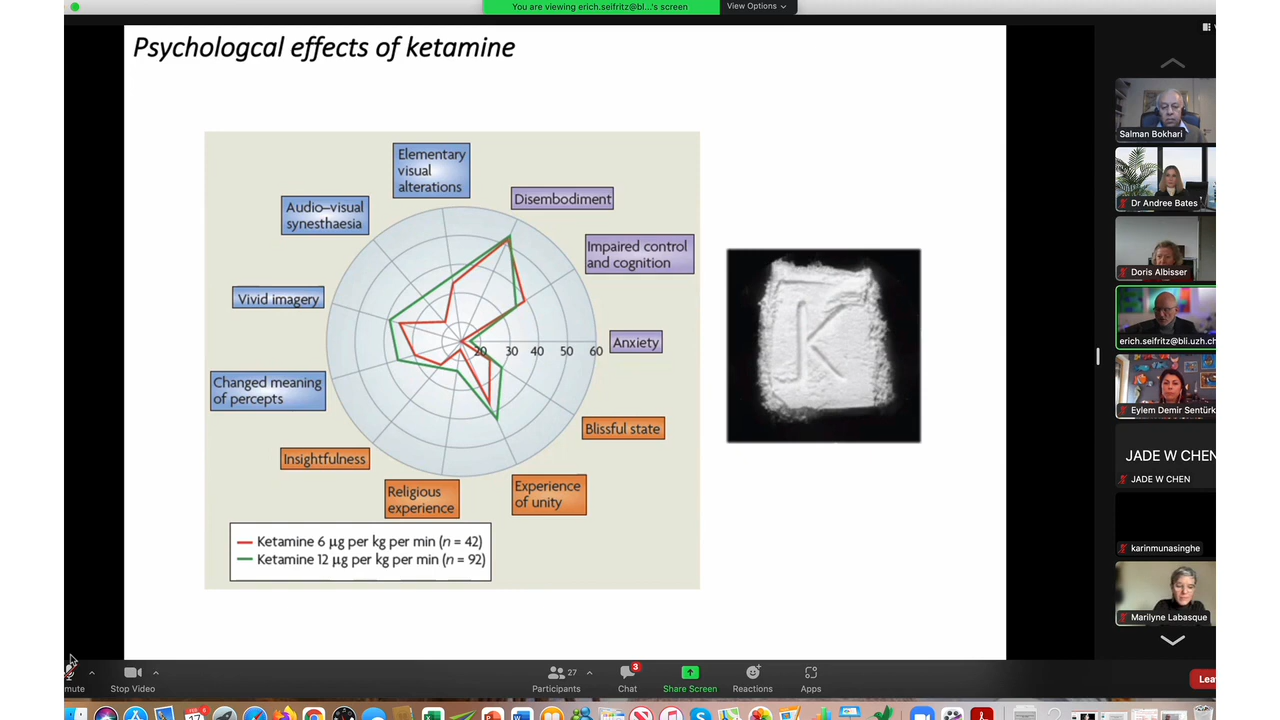 You are viewing erich.seifritz@bl...'s screen
View Options
Psychologcal effects of ketamine
Elementary
visual
alterations
Disembodiment
Audio–visual
synesthaesia
Impaired control
and cognition
Vivid imagery
Anxiety
20 30 40 50 60
Changed meaning
of percepts
Blissful state
Insightfulness
Religious
experience
Experience
of unity
Ketamine 6 µg per kg per min (n = 42)
Ketamine 12 µg per kg per min (n = 92)
K
Salman Bokhari
Dr Andree Bates
Doris Albisser
erich.seifritz@bli.uzh.ch
Eylem Demir Sentürk
JADE W CHEN
JADE W CHEN
karinmunasinghe
Marilyne Labasque
mute
Stop Video
27
Participants
3
Chat
Share Screen
Reactions
Apps
Lea